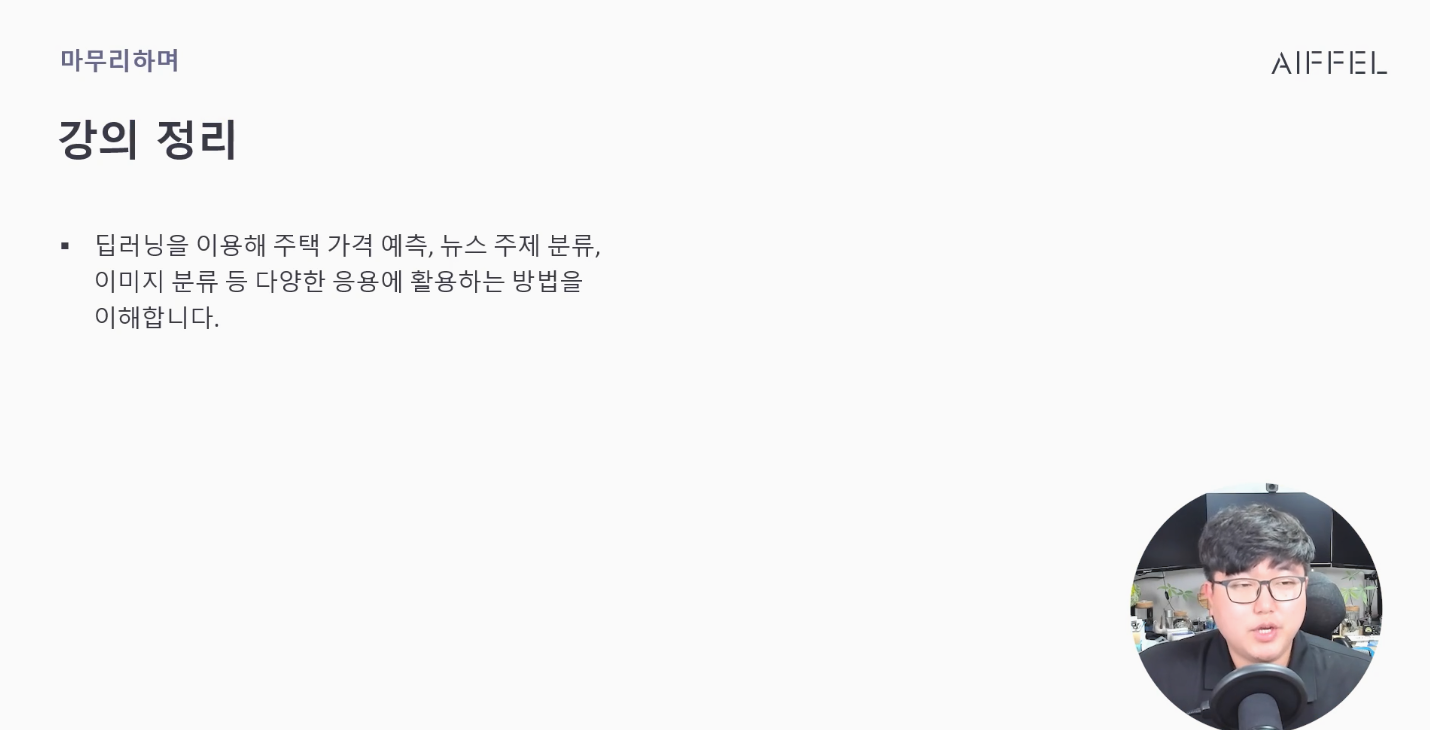 마무리하며
AIFFEL
강의 정리
▪ 딥러닝을 이용해 주택 가격 예측, 뉴스 주제 분류,
이미지 분류 등 다양한 응용에 활용하는 방법을
이해합니다.